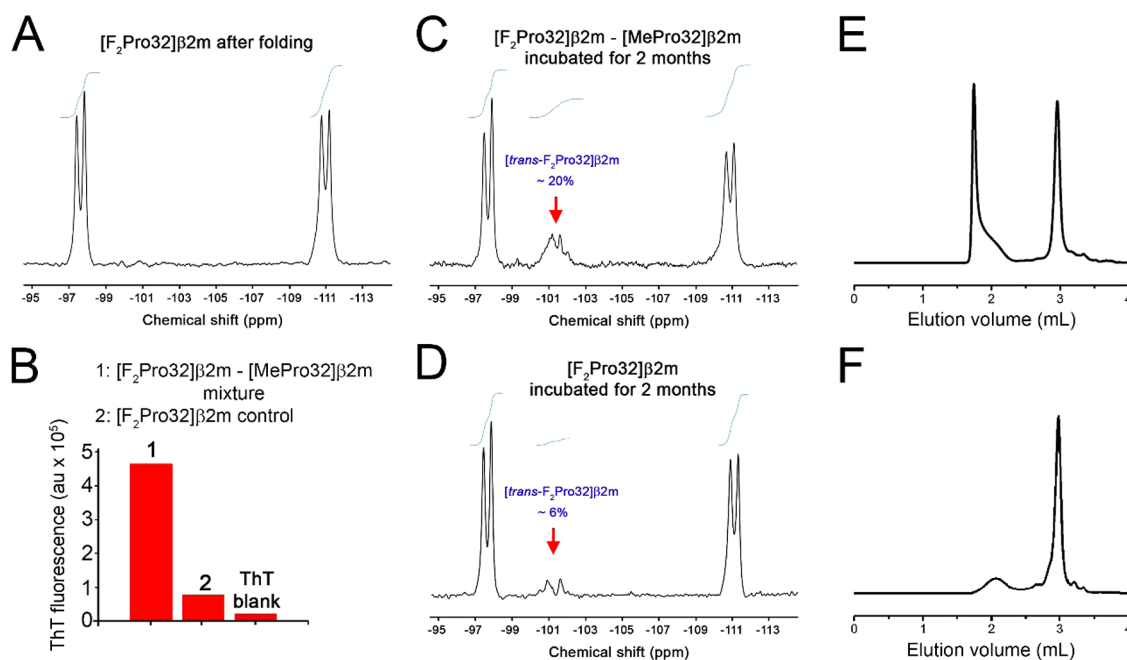 A
[F₂Pro32]β2m after folding
-95 -97 -99 -101 -103 -105 -107 -109 -111 -113
Chemical shift (ppm)
B
1: [F₂Pro32]β2m - [MePro32]β2m
mixture
2: [F₂Pro32]β2m control
ThT fluorescence (au x 10⁵)
5
4
3
2
1
0
1
2
ThT
blank
C
[F₂Pro32]β2m - [MePro32]β2m
incubated for 2 months
[trans-F₂Pro32]β2m
~ 20%
-95 -97 -99 -101 -103 -105 -107 -109 -111 -113
Chemical shift (ppm)
D
[F₂Pro32]β2m
incubated for 2 months
[trans-F₂Pro32]β2m
~ 6%
-95 -97 -99 -101 -103 -105 -107 -109 -111 -113
Chemical shift (ppm)
E
0 1 2 3 4
Elution volume (mL)
F
0 1 2 3 4
Elution volume (mL)